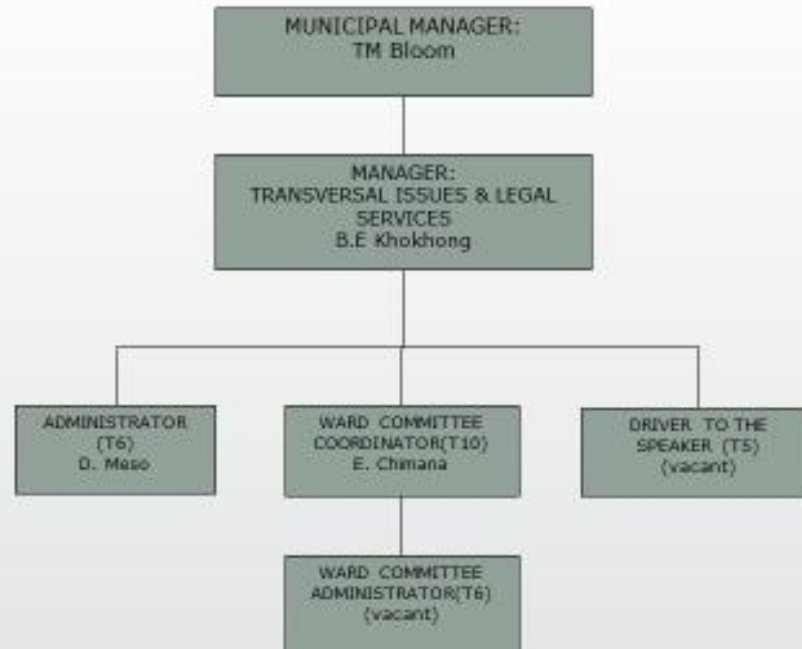 MUNICIPAL MANAGER:
TM Bloom
MANAGER:
TRANSVERSAL ISSUES & LEGAL
SERVICES
B.E Khokhong
ADMINISTRATOR
(T6)
D. Meso
WARD COMMITTEE
COORDINATOR(T10)
E. Chimana
DRIVER TO THE
SPEAKER (T5)
(vacant)
WARD COMMITTEE
ADMINISTRATOR(T6)
(vacant)